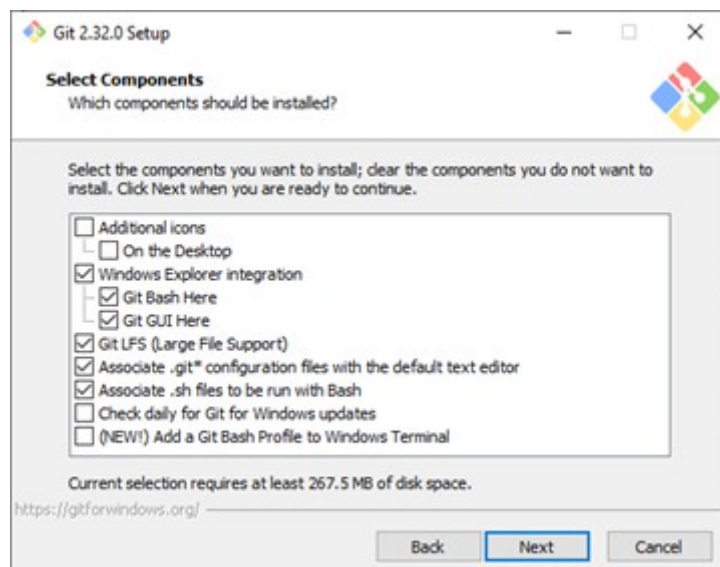 Git 2.32.0 Setup
Select Components
Which components should be installed?
Select the components you want to install; clear the components you do not want to
install. Click Next when you are ready to continue.
Additional icons
On the Desktop
Windows Explorer integration
Git Bash Here
Git GUI Here
Git LFS (Large File Support)
Associate .git* configuration files with the default text editor
Associate .sh files to be run with Bash
Check daily for Git for Windows updates
(NEW!) Add a Git Bash Profile to Windows Terminal
Current selection requires at least 267.5 MB of disk space.
https://gitforwindows.org/
Back Next Cancel